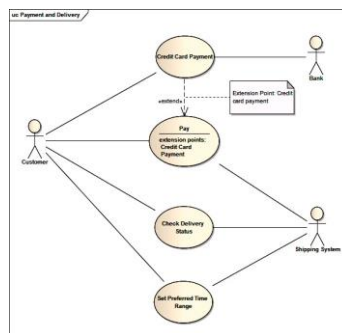 uc Payment and Delivery
Credit Card Payment
Bank
«extend»
Extension Point: Credit
card payment
Pay
extension points:
Credit Card
Payment
Customer
Check Delivery
Status
Shipping System
Set Preferred Time
Range